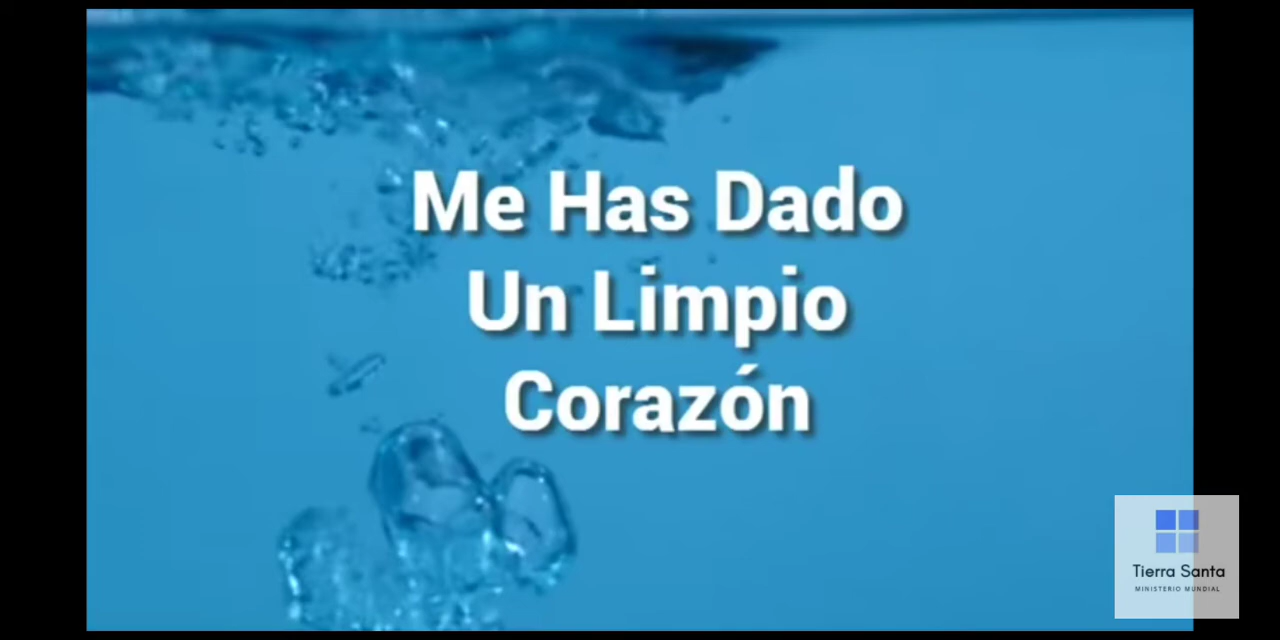 Me Has Dado
Un Limpio
Corazón
Tierra Santa
MINISTERIO MUNDIAL